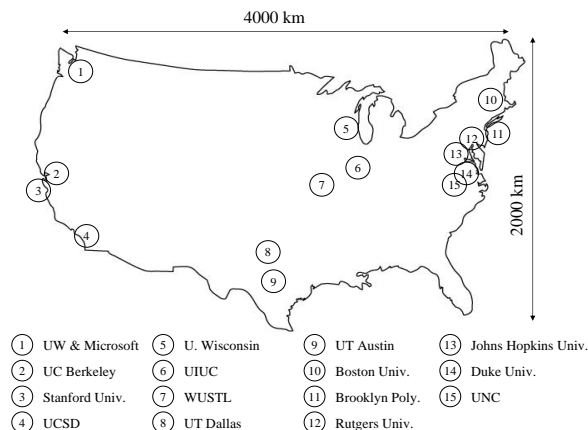 4000 km
1
10
5
11
12
13
6
2
14
7
15
3
2000 km
4
8
9
1 UW & Microsoft
5 U. Wisconsin
9 UT Austin
13 Johns Hopkins Univ.
2 UC Berkeley
6 UIUC
10 Boston Univ.
14 Duke Univ.
3 Stanford Univ.
7 WUSTL
11 Brooklyn Poly.
15 UNC
4 UCSD
8 UT Dallas
12 Rutgers Univ.